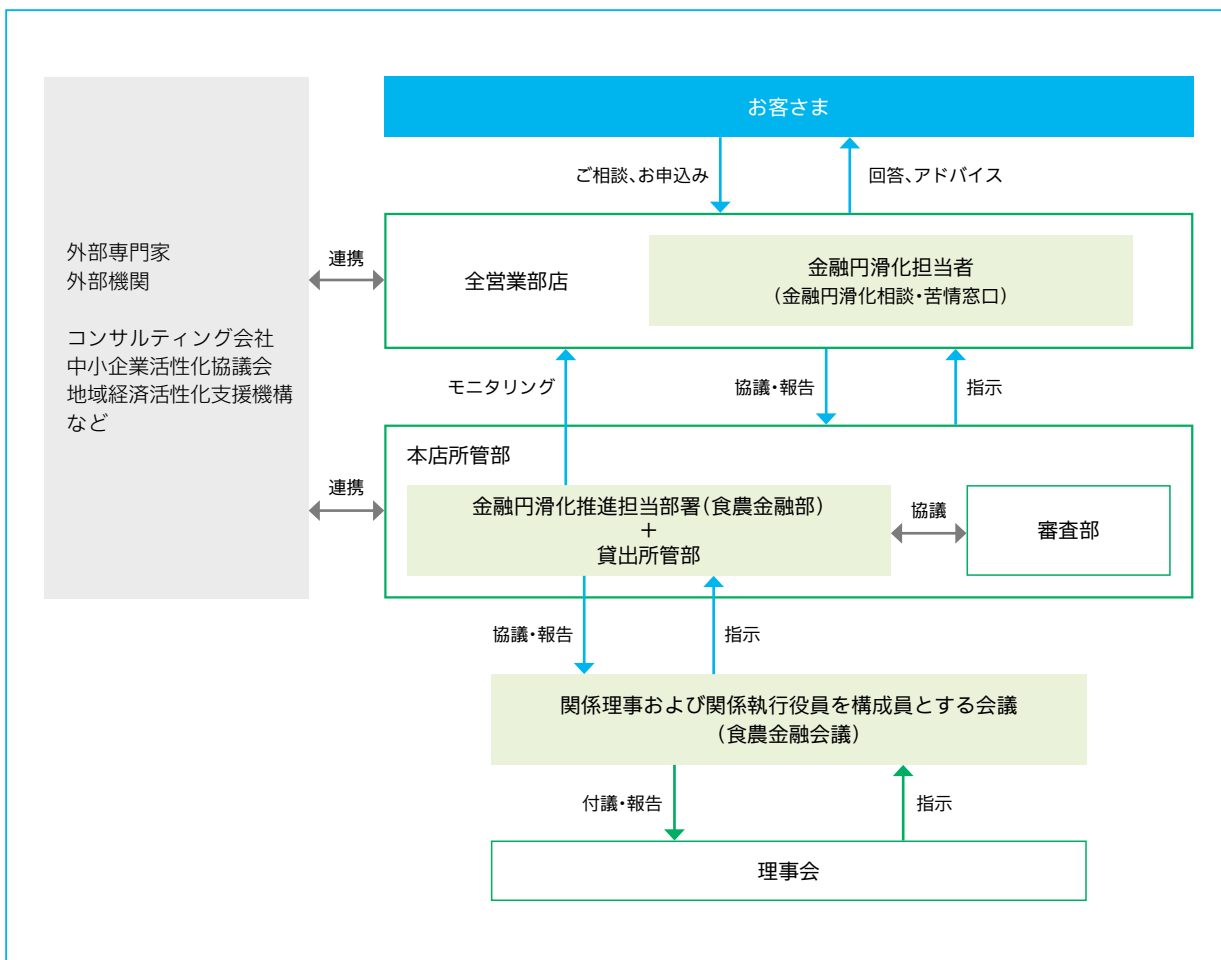 お客さま
ご相談、お申込み
回答、アドバイス
外部専門家
外部機関
コンサルティング会社
中小企業活性化協議会
地域経済活性化支援機構
など
連携
全営業部店
金融円滑化担当者
(金融円滑化相談・苦情窓口)
モニタリング
協議・報告
指示
連携
本店所管部
金融円滑化推進担当部署(食農金融部)
+
貸出所管部
協議
審査部
協議・報告
指示
関係理事および関係執行役員を構成員とする会議
(食農金融会議)
付議・報告
指示
理事会